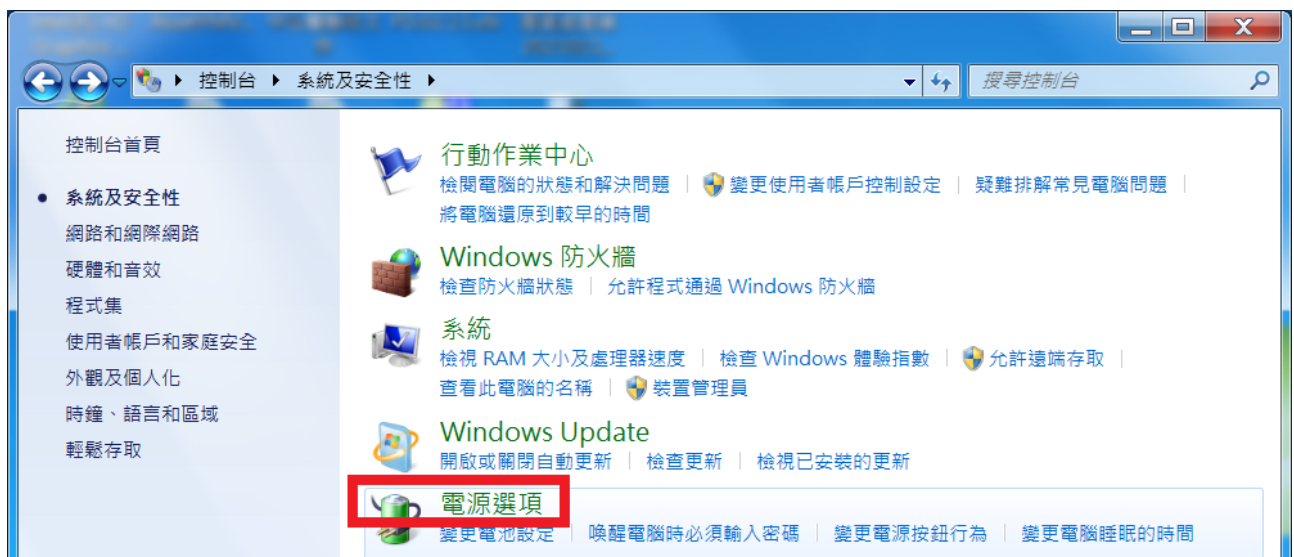 控制台 系統及安全性
搜尋控制台
控制台首頁
系統及安全性
網路和網際網路
硬體和音效
程式集
使用者帳戶和家庭安全
外觀及個人化
時鐘、語言和區域
輕鬆存取
行動作業中心
檢閱電腦的狀態和解決問題 變更使用者帳戶控制設定 疑難排解常見電腦問題
將電腦還原到較早的時間
Windows 防火牆
檢查防火牆狀態 允許程式通過 Windows 防火牆
系統
檢視 RAM 大小及處理器速度 檢查 Windows 體驗指數 允許遠端存取
查看此電腦的名稱 裝置管理員
Windows Update
開啟或關閉自動更新 檢查更新 檢視已安裝的更新
電源選項
變更電池設定 喚醒電腦時必須輸入密碼 變更電源按鈕行為 變更電腦睡眠的時間